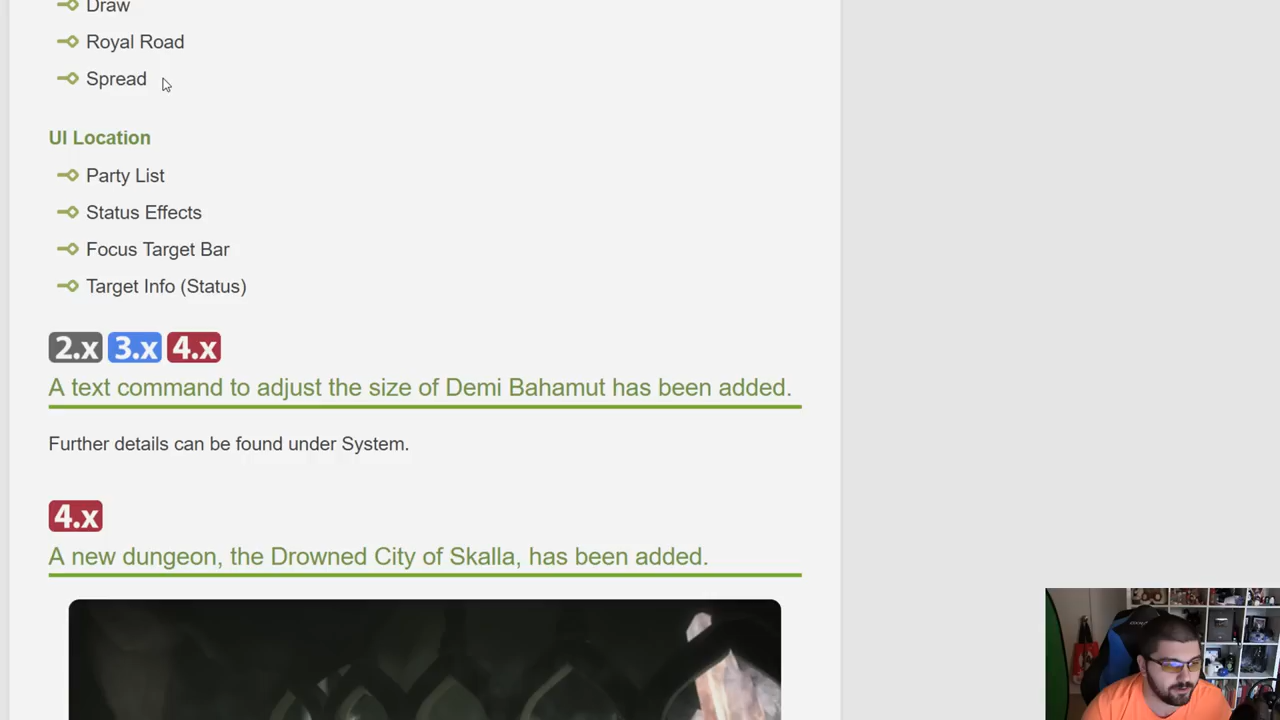 Draw
Royal Road
Spread
UI Location
Party List
Status Effects
Focus Target Bar
Target Info (Status)
2.x 3.x 4.x
A text command to adjust the size of Demi Bahamut has been added.
Further details can be found under System.
4.x
A new dungeon, the Drowned City of Skalla, has been added.